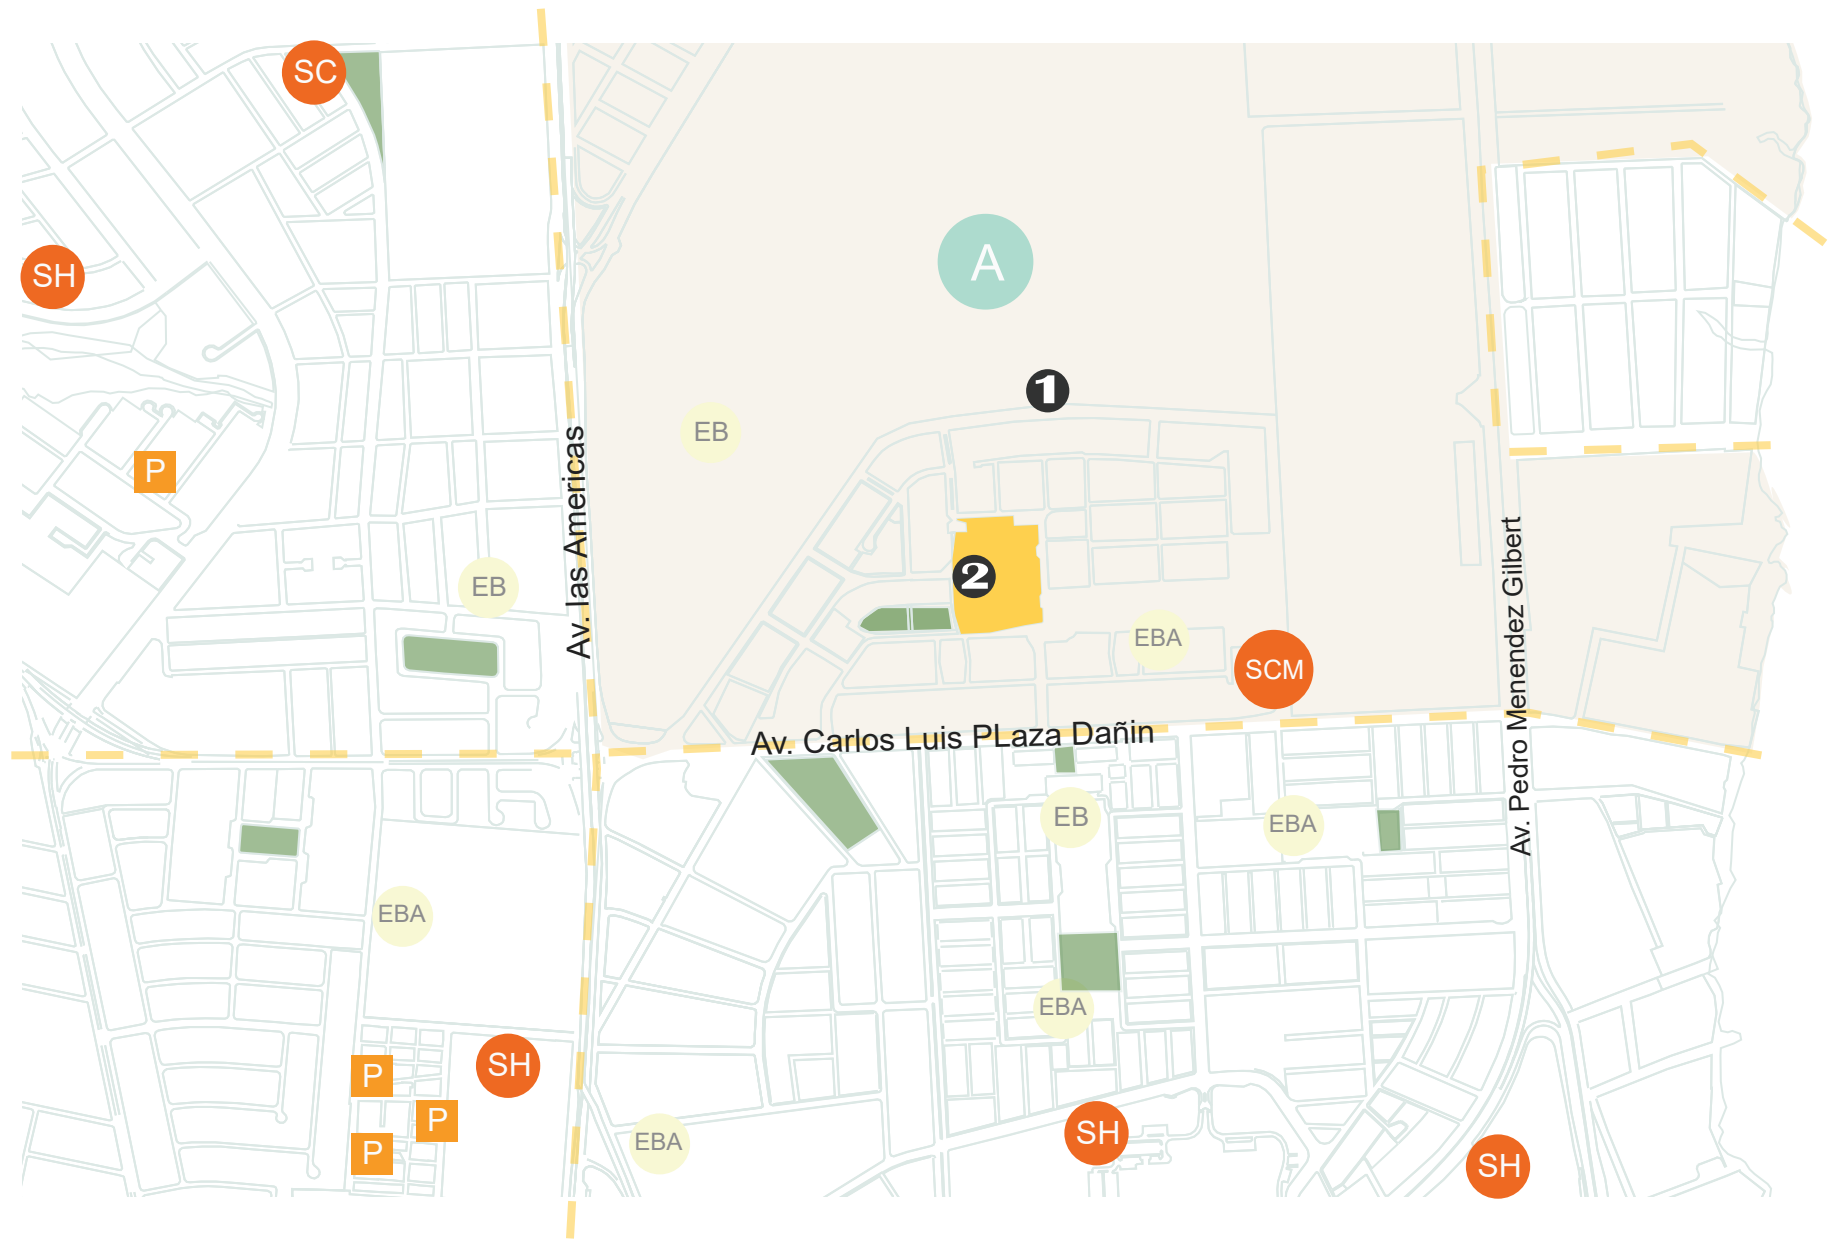 SC
A
SH
1
EB
P
Av. las Americas
2
EB
EBA
SCM
Av. Pedro Menendez Gilbert
Av. Carlos Luis PLaza Dañin
EB
EBA
EBA
EBA
SH
P
P
P
EBA
SH
SH